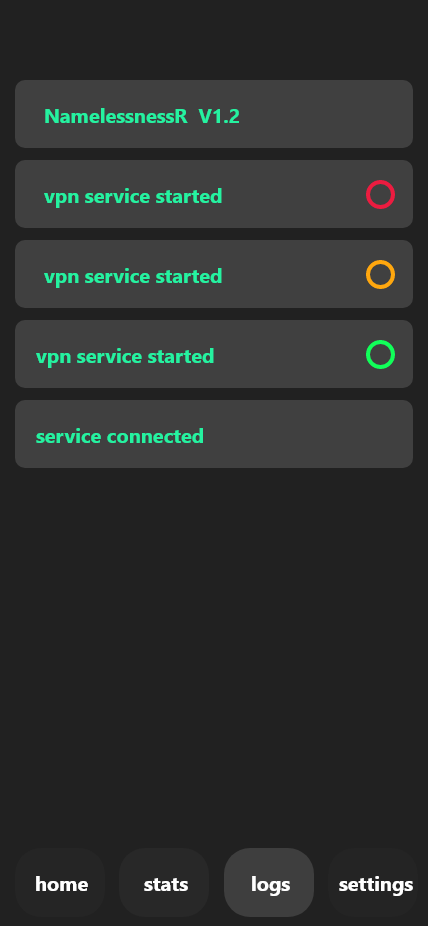 NamelessnessR  V1.2
vpn service started
vpn service started
vpn service started
service connected
home
stats
logs
settings